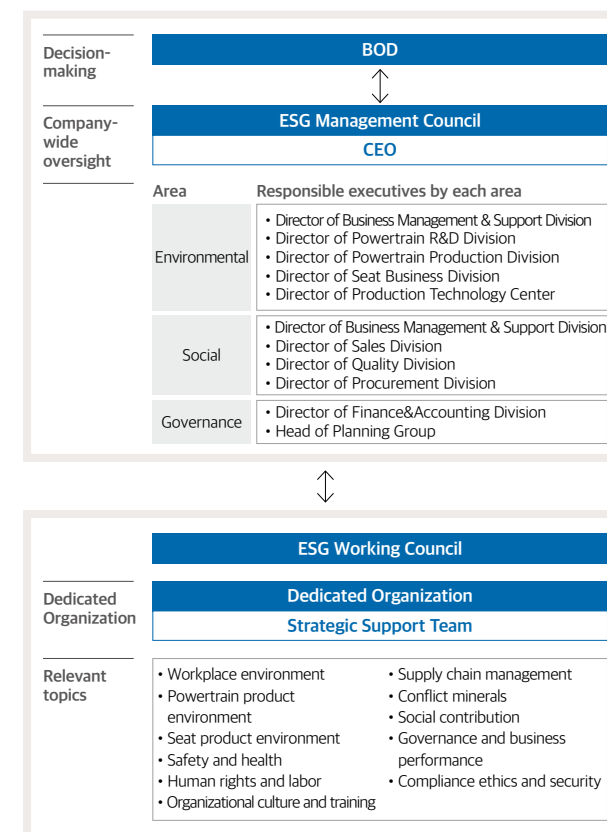 Decision-
making
BOD
Company-
wide
oversight
ESG Management Council
CEO
Area
Responsible executives by each area
Environmental
• Director of Business Management & Support Division
• Director of Powertrain R&D Division
• Director of Powertrain Production Division
• Director of Seat Business Division
• Director of Production Technology Center
Social
• Director of Business Management & Support Division
• Director of Sales Division
• Director of Quality Division
• Director of Procurement Division
Governance
• Director of Finance&Accounting Division
• Head of Planning Group
ESG Working Council
Dedicated
Organization
Dedicated Organization
Strategic Support Team
Relevant
topics
• Workplace environment
• Powertrain product
environment
• Seat product environment
• Safety and health
• Human rights and labor
• Organizational culture and training
• Supply chain management
• Conflict minerals
• Social contribution
• Governance and business
performance
• Compliance ethics and security